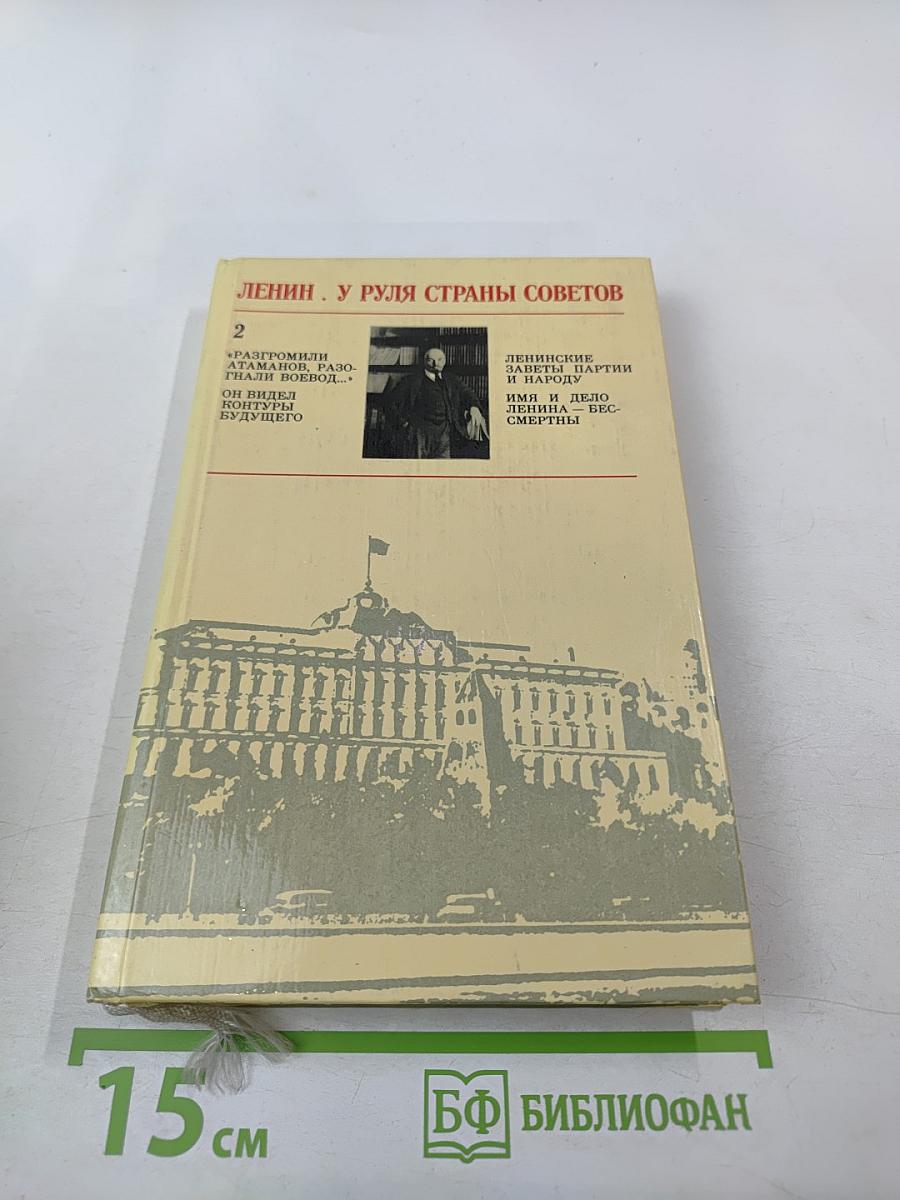 ЛЕНИН . У РУЛЯ СТРАНЫ СОВЕТОВ
2
«РАЗГРОМИЛИ
АТАМАНОВ, РАЗО-
ГНАЛИ ВОЕВОД...»
ОН ВИДЕЛ
КОНТУРЫ
БУДУЩЕГО
ЛЕНИНСКИЕ
ЗАВЕТЫ ПАРТИИ
И НАРОДУ
ИМЯ И ДЕЛО
ЛЕНИНА — БЕС-
СМЕРТНЫ
15 см
БФ БИБЛИОФАН